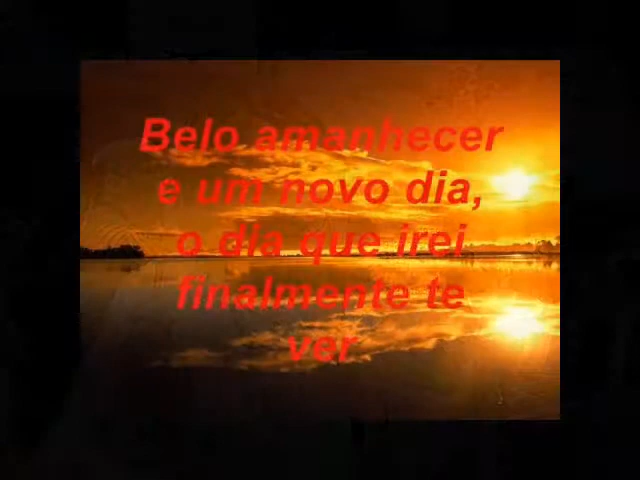 Belo amanhecer
e um novo dia,
o dia que irei
finalmente te
ver